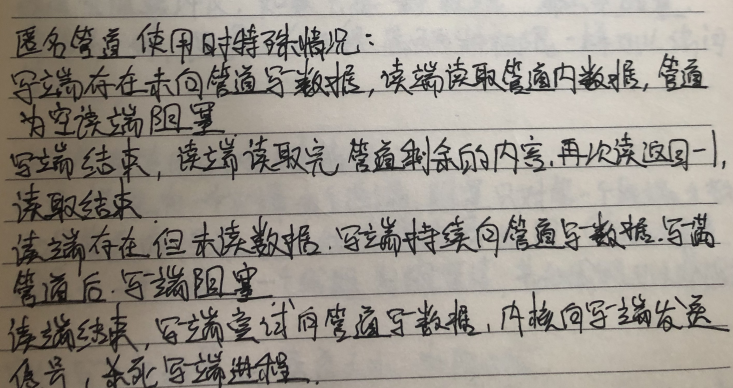 匿名管道使用时特殊情况：
写端存在未向管道写数据，读端读取管道内数据，管道
为空读端阻塞
写端结束，读端读取完管道剩余的内容，再次读返回-1，
读取结束
读端存在但未读数据，写端持续向管道写数据，写满
管道后，写端阻塞
读端结束，写端尝试向管道写数据，内核向写端发送
信号，杀死写端进程.